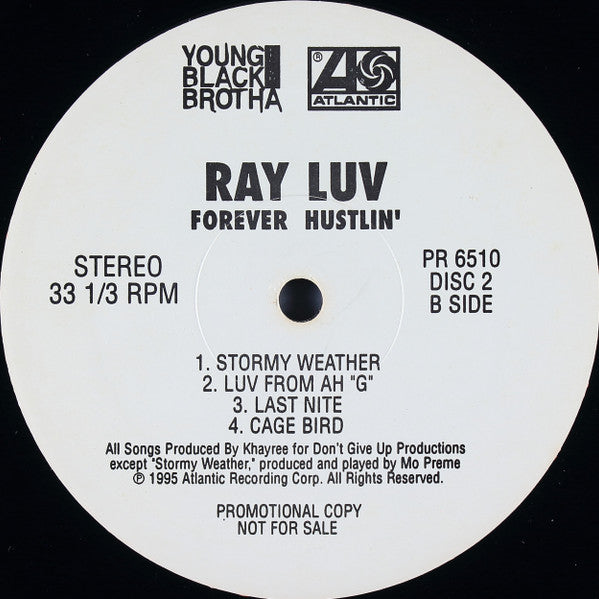 YOUNG
BLACK
BROTHA
® ATLANTIC
RAY LUV
FOREVER HUSTLIN'
STEREO
33 1/3 RPM
PR 6510
DISC 2
B SIDE
1. STORMY WEATHER
2. LUV FROM AH "G"
3. LAST NITE
4. CAGE BIRD
All Songs Produced By Khayree for Don't Give Up Productions
except "Stormy Weather," produced and played by Mo Preme
℗ 1995 Atlantic Recording Corp. All Rights Reserved.
PROMOTIONAL COPY
NOT FOR SALE